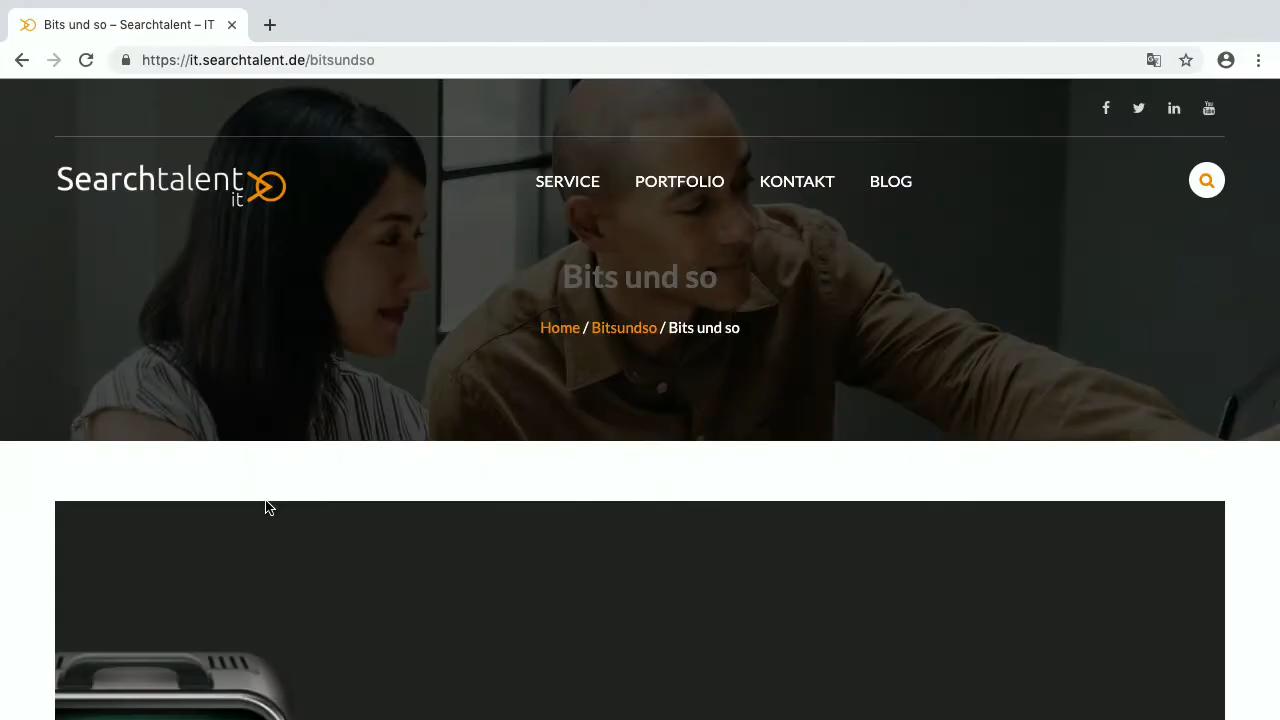 Bits und so – Searchtalent – IT
https://it.searchtalent.de/bitsundso
Searchtalent
it
SERVICE PORTFOLIO KONTAKT BLOG
Bits und so
Home / Bitsundso / Bits und so